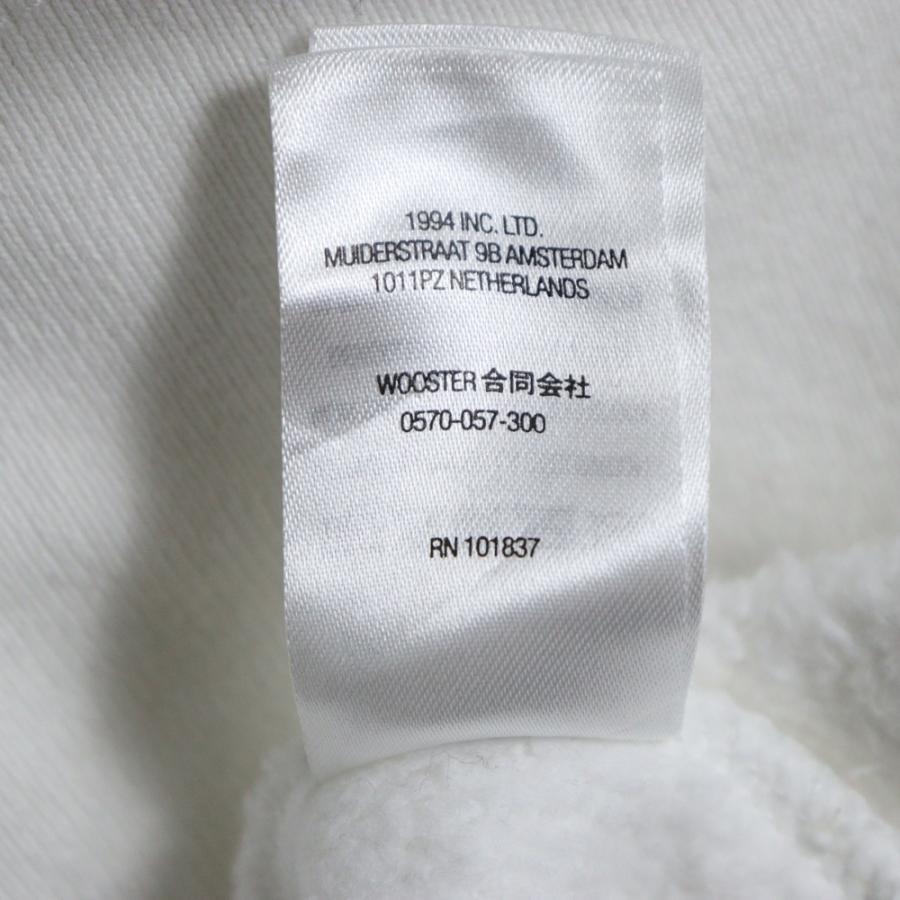 1994 INC. LTD.
MUIDERSTRAAT 9B AMSTERDAM
1011PZ NETHERLANDS
WOOSTER 合同会社
0570-057-300
RN 101837